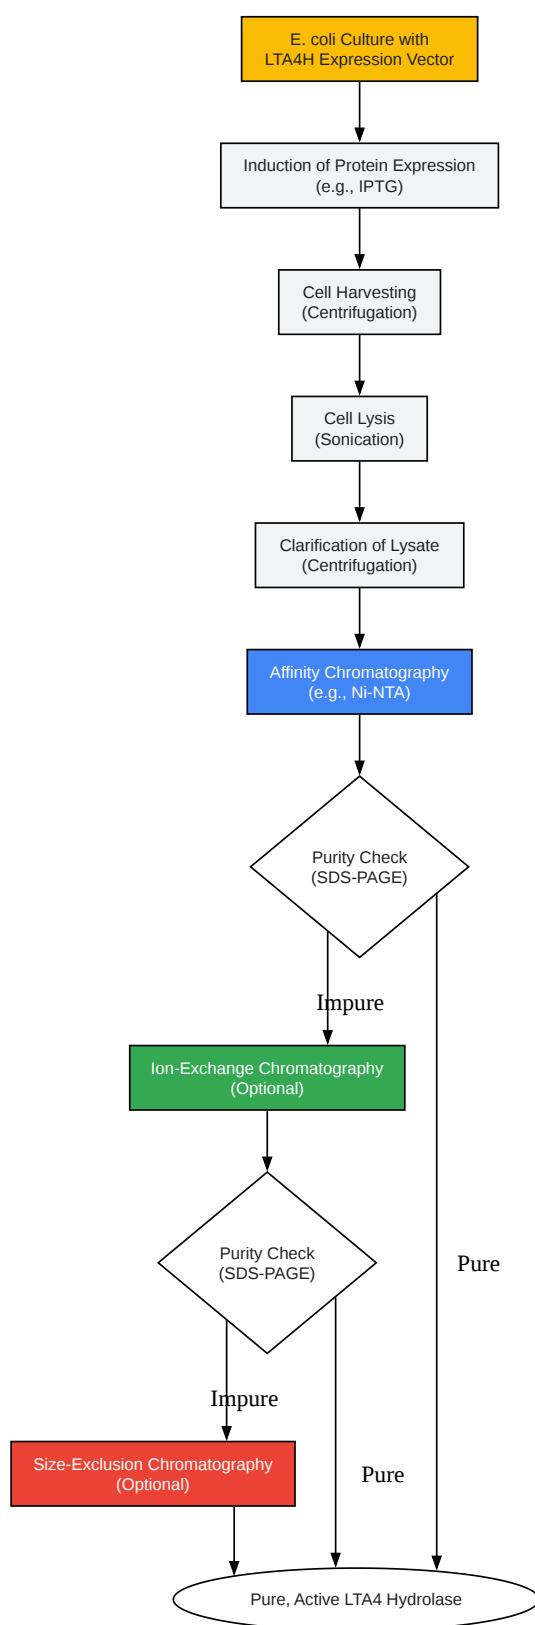 E. coli Culture with
LTA4H Expression Vector
Induction of Protein Expression
(e.g., IPTG)
Cell Harvesting
(Centrifugation)
Cell Lysis
(Sonication)
Clarification of Lysate
(Centrifugation)
Affinity Chromatography
(e.g., Ni-NTA)
Purity Check
(SDS-PAGE)
Impure
Ion-Exchange Chromatography
(Optional)
Purity Check
(SDS-PAGE)
Pure
Impure
Size-Exclusion Chromatography
(Optional)
Pure
Pure, Active LTA4 Hydrolase